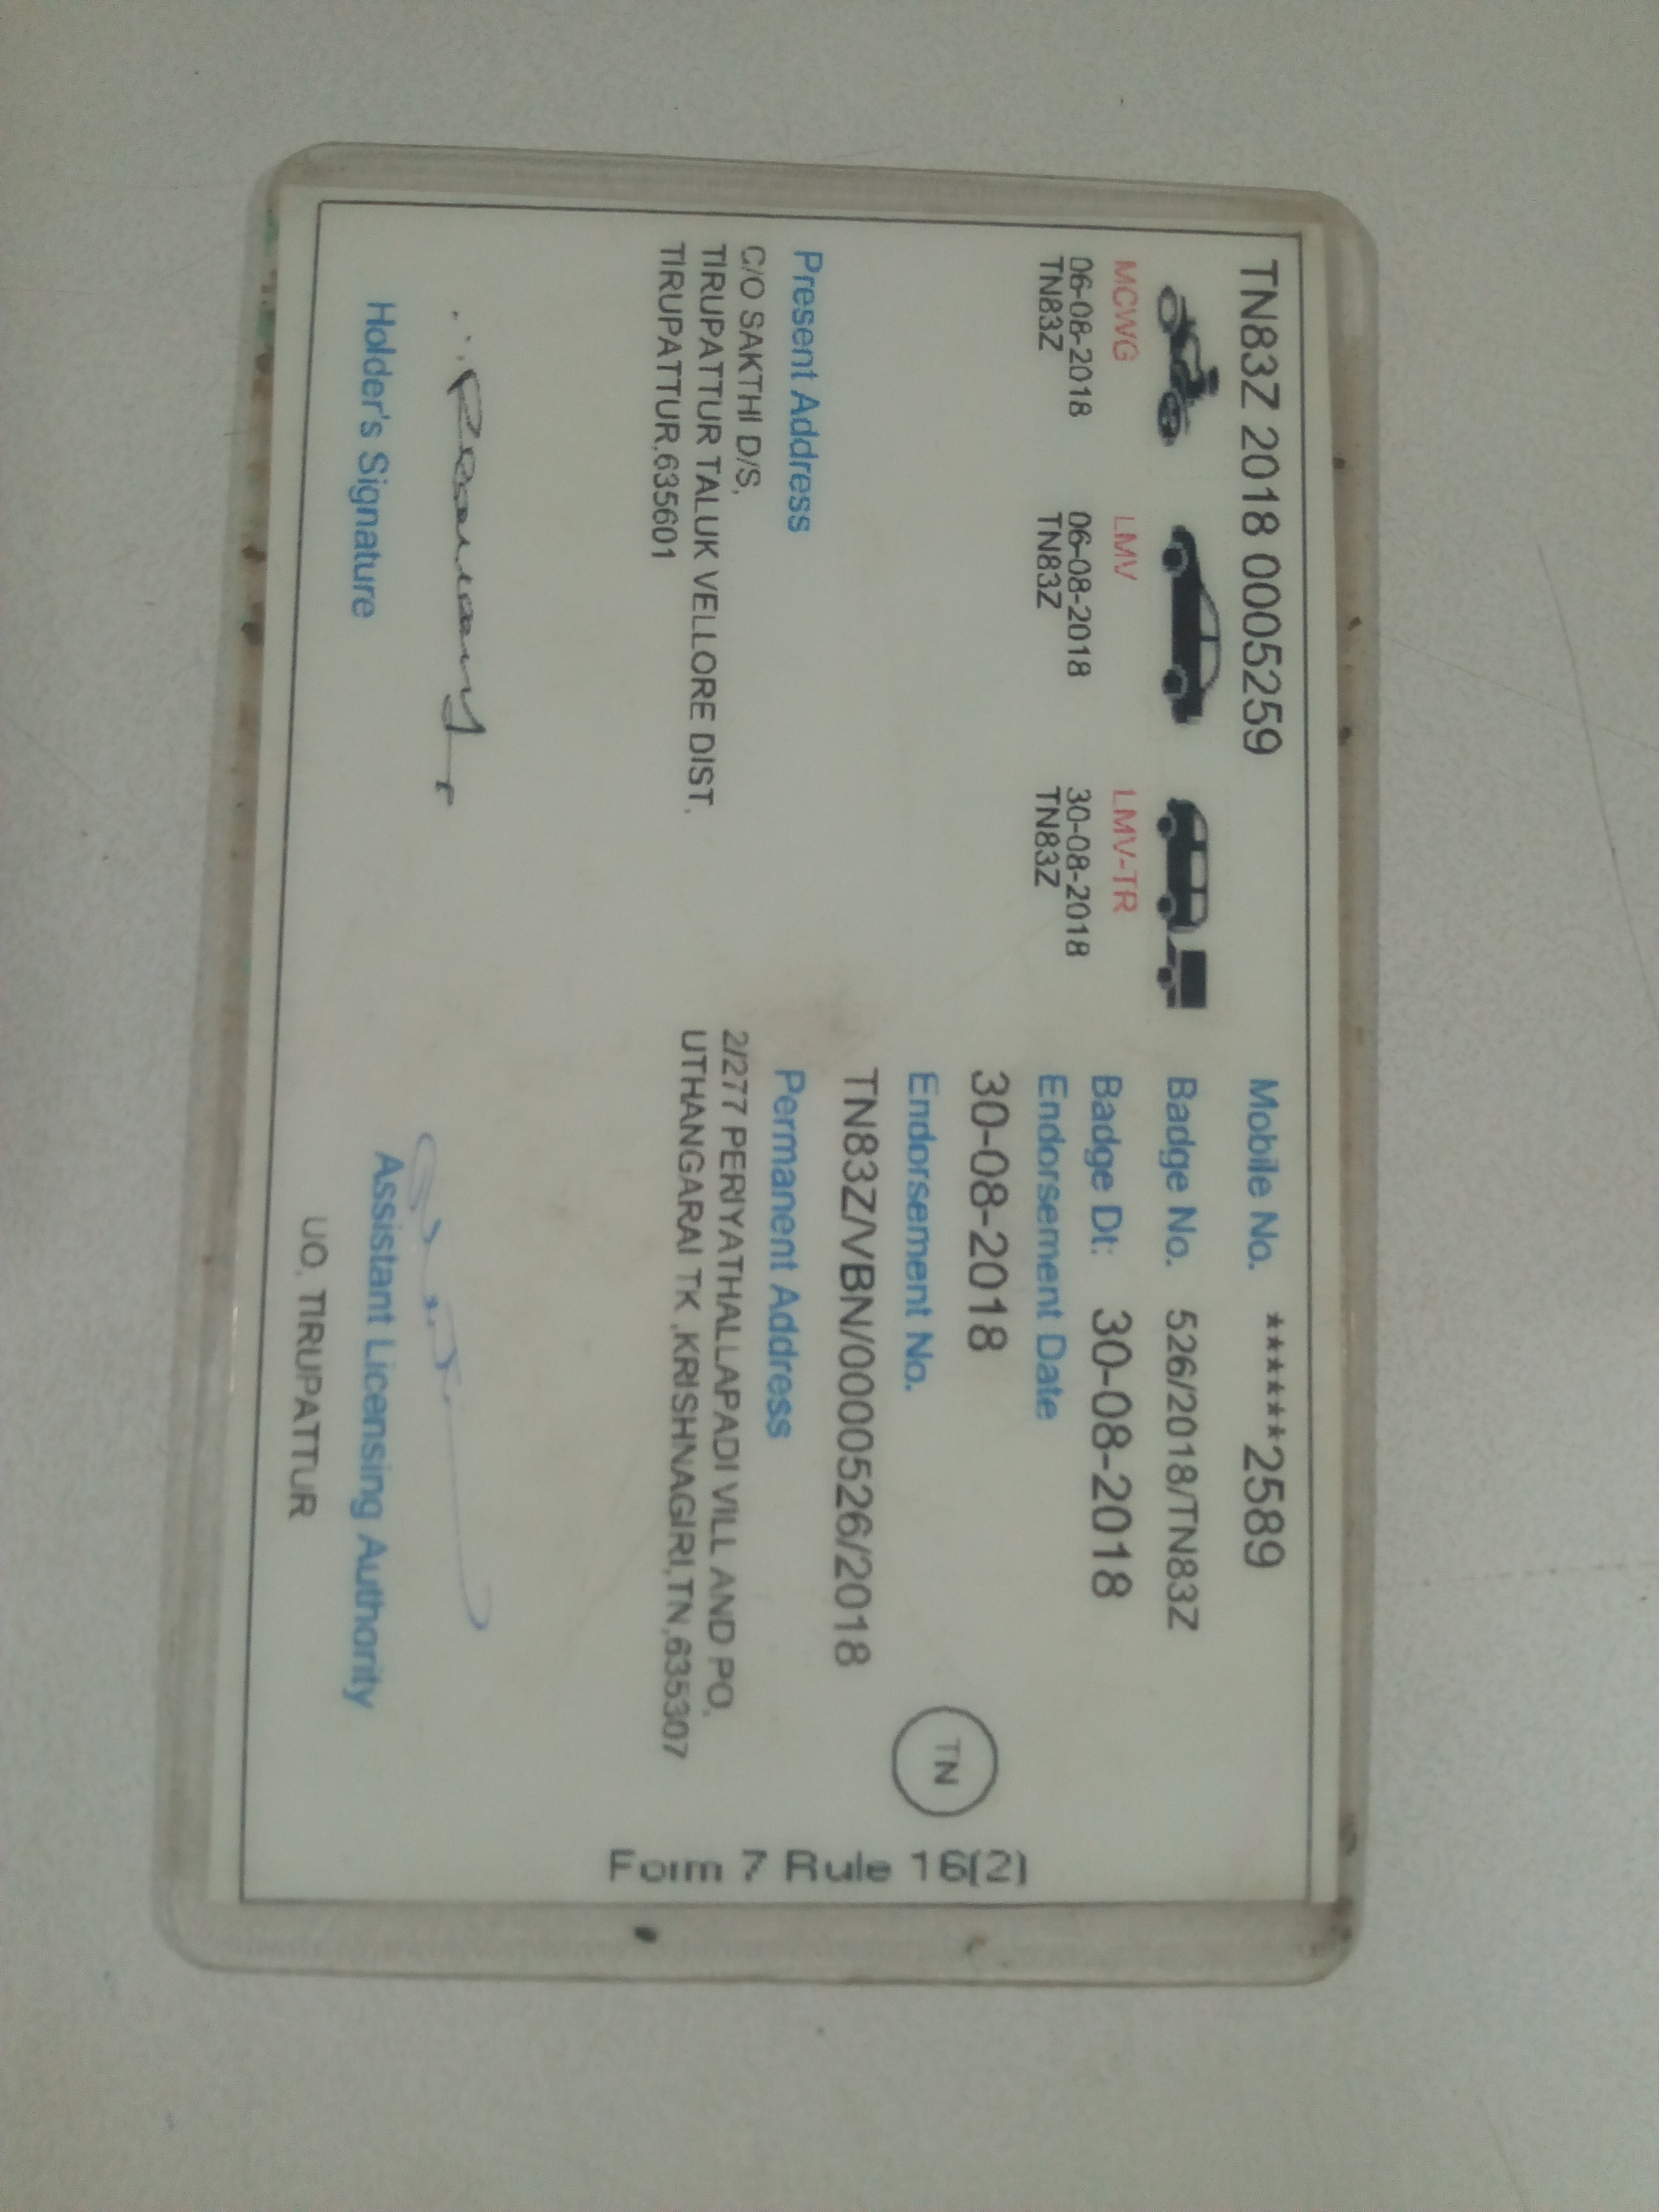 TN83Z 2018 0005259
Mobile No. ******2589
MCWG
06-08-2018
TN83Z
LMV
06-08-2018
TN83Z
LMV-TR
30-08-2018
TN83Z
Badge No. 526/2018/TN83Z
Badge Dt: 30-08-2018
Endorsement Date
30-08-2018
Endorsement No.
TN83Z/VBN/0000526/2018
TN
Present Address
C/O SAKTHI D/S,
TIRUPATTUR TALUK VELLORE DIST,
TIRUPATTUR,635601
Permanent Address
2/277 PERIYATHALLAPADI VILL AND PO,
UTHANGARAI TK ,KRISHNAGIRI,TN,635307
Holder's Signature
Assistant Licensing Authority
UO, TIRUPATTUR
Form 7 Rule 16(2)